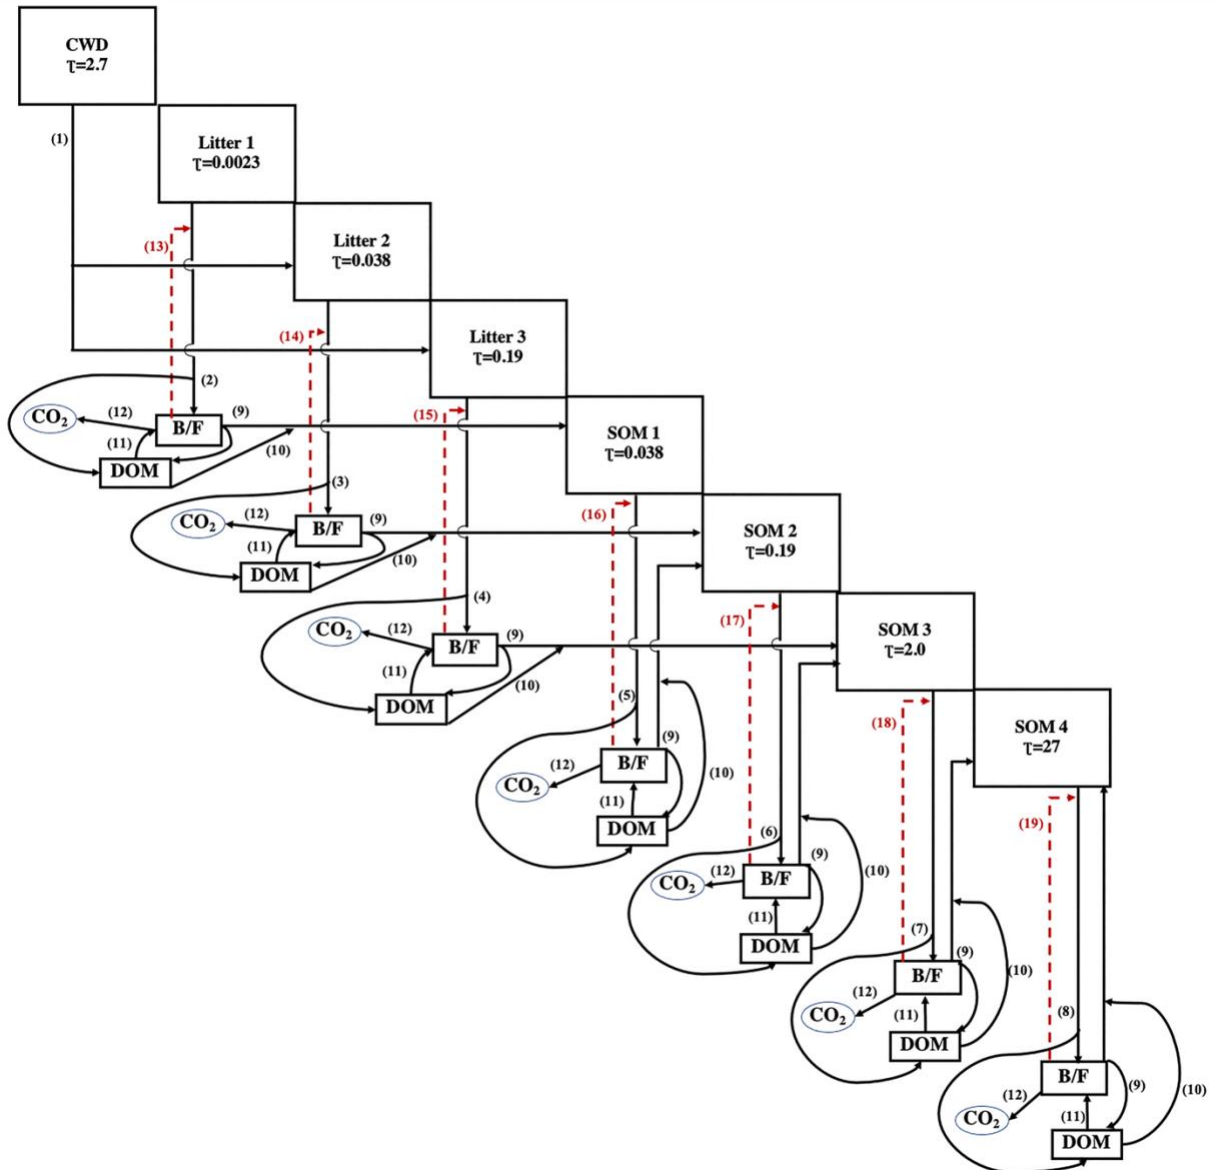 CWD
τ=2.7
(1)
Litter 1
τ=0.0023
Litter 2
τ=0.038
(13)
Litter 3
τ=0.19
(14)
(2)
CO₂
(12)
B/F
(9)
(11)
DOM
(10)
(15)
SOM 1
τ=0.038
(3)
CO₂
(12)
B/F
(9)
(11)
DOM
(10)
(16)
SOM 2
τ=0.19
(4)
CO₂
(12)
B/F
(9)
(11)
DOM
(10)
(17)
SOM 3
τ=2.0
(5)
CO₂
(12)
B/F
(9)
(11)
DOM
(10)
(18)
SOM 4
τ=27
(6)
CO₂
(12)
B/F
(9)
(11)
DOM
(10)
(19)
(7)
CO₂
(12)
B/F
(9)
(11)
DOM
(10)
(8)
CO₂
(12)
B/F
(9)
(11)
DOM
(10)